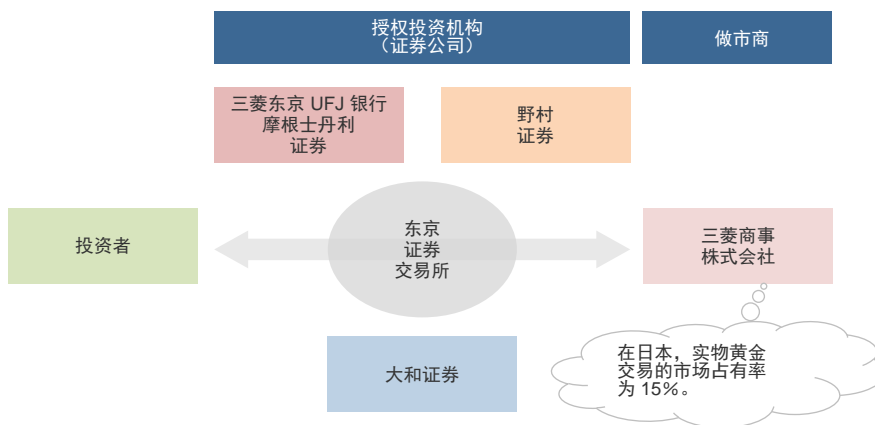 授权投资机构
（证券公司）
做市商
三菱东京 UFJ 银行
摩根士丹利
证券
野村
证券
投资者
东京
证券
交易所
三菱商事
株式会社
大和证券
在日本，实物黄金
交易的市场占有率
为 15%。